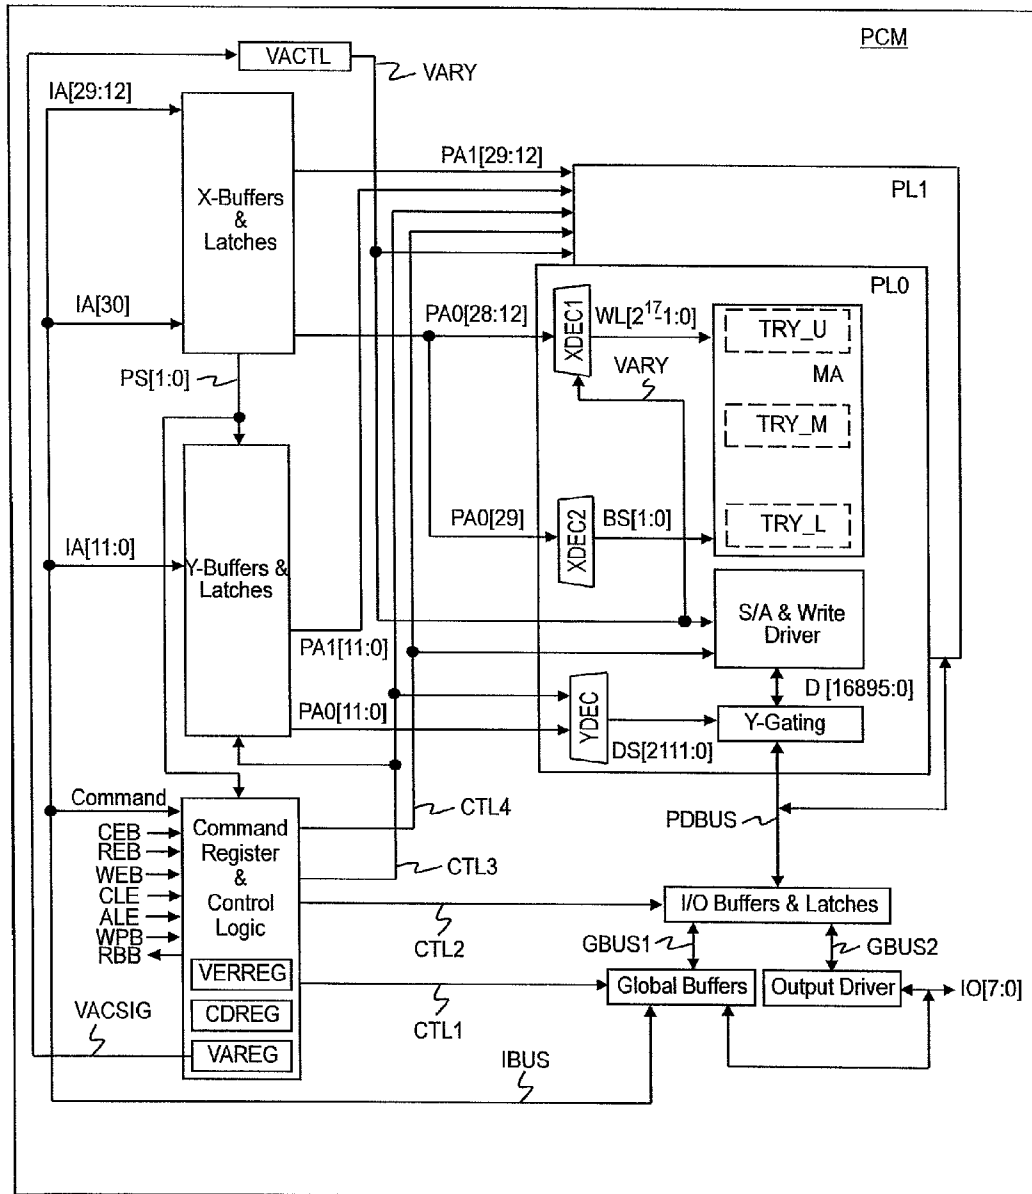 PCM
VACTL
VARY
IA[29:12]
PA1[29:12]
X-Buffers
&
Latches
PL1
PL0
IA[30]
PA0[28:12]
XDEC1
WL[2¹⁷1:0]
TRY_U
MA
PS[1:0]
VARY
TRY_M
PA0[29]
XDEC2
BS[1:0]
TRY_L
IA[11:0]
Y-Buffers &
Latches
S/A & Write
Driver
PA1[11:0]
D [16895:0]
PA0[11:0]
YDEC
Y-Gating
DS[2111:0]
Command
CEB
REB
WEB
CLE
ALE
WPB
RBB
Command
Register
&
Control
Logic
CTL4
PDBUS
CTL3
I/O Buffers & Latches
CTL2
GBUS1
GBUS2
VERREG
CDREG
VAREG
Global Buffers
Output Driver
IO[7:0]
VACSIG
CTL1
IBUS